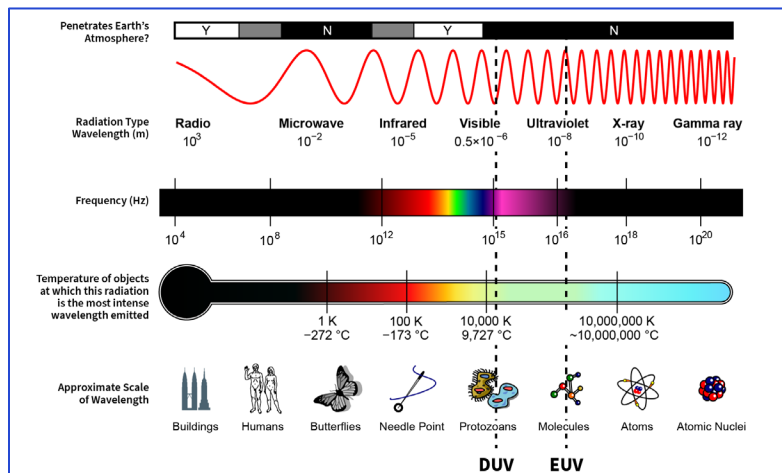 Penetrates Earth's
Atmosphere?
Y
N
Y
N
Radiation Type
Wavelength (m)
Radio
Microwave
Infrared
Visible
Ultraviolet
X-ray
Gamma ray
10³
10⁻²
10⁻⁵
0.5×10⁻⁶
10⁻⁸
10⁻¹⁰
10⁻¹²
Frequency (Hz)
10⁴
10⁸
10¹²
10¹⁵
10¹⁶
10¹⁸
10²⁰
Temperature of objects
at which this radiation
is the most intense
wavelength emitted
1 K
−272 °C
100 K
−173 °C
10,000 K
9,727 °C
10,000,000 K
~10,000,000 °C
Approximate Scale
of Wavelength
Buildings
Humans
Butterflies
Needle Point
Protozoans
Molecules
Atoms
Atomic Nuclei
DUV
EUV